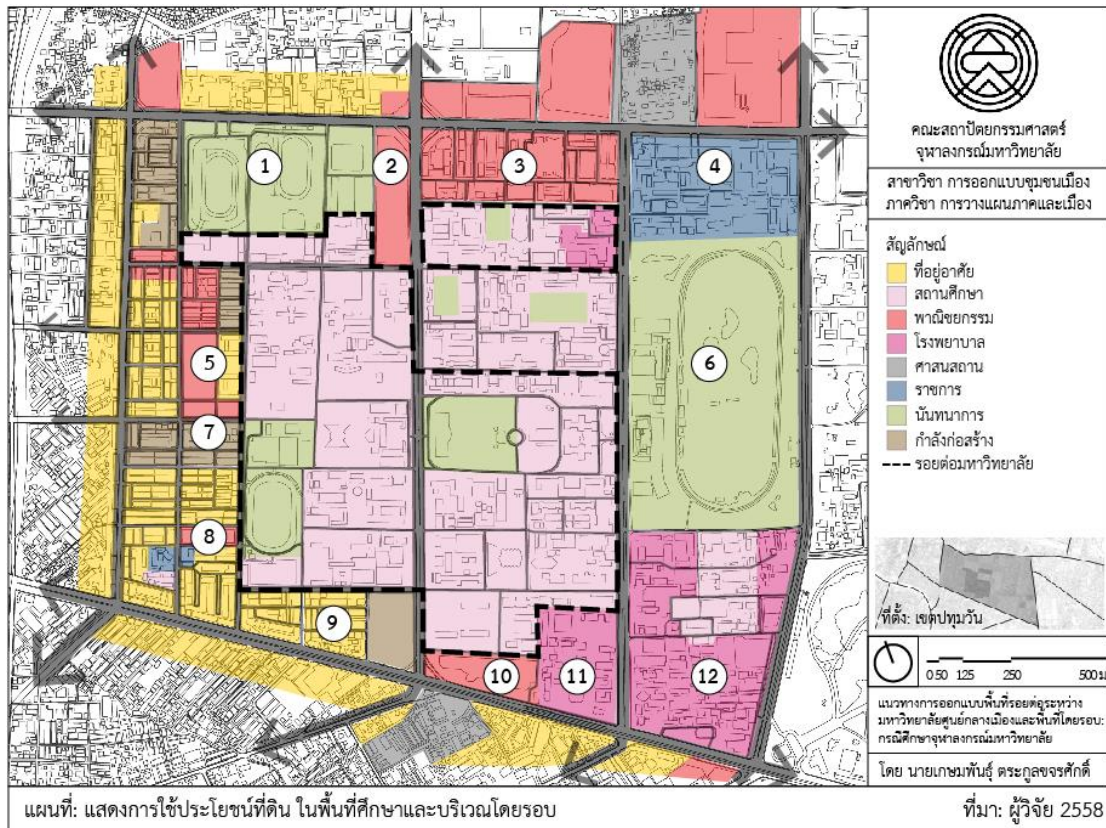 1
2
3
4
5
6
7
8
9
10
11
12
คณะสถาปัตยกรรมศาสตร์
จุฬาลงกรณ์มหาวิทยาลัย
สาขาวิชา การออกแบบชุมชนเมือง
ภาควิชา การวางแผนภาคและเมือง
สัญลักษณ์
ที่อยู่อาศัย
สถานศึกษา
พาณิชยกรรม
โรงพยาบาล
ศาสนสถาน
ราชการ
นันทนาการ
กำลังก่อสร้าง
รอยต่อมหาวิทยาลัย
ที่ตั้ง: เขตปทุมวัน
0 50 125 250 500 ม
แนวทางการออกแบบพื้นที่รอยต่อระหว่าง
มหาวิทยาลัยศูนย์กลางเมืองและพื้นที่โดยรอบ:
กรณีศึกษาจุฬาลงกรณ์มหาวิทยาลัย
โดย นายเกษมพันธุ์ ตระกูลขจรศักดิ์
แผนที่: แสดงการใช้ประโยชน์ที่ดิน ในพื้นที่ศึกษาและบริเวณโดยรอบ
ที่มา: ผู้วิจัย 2558